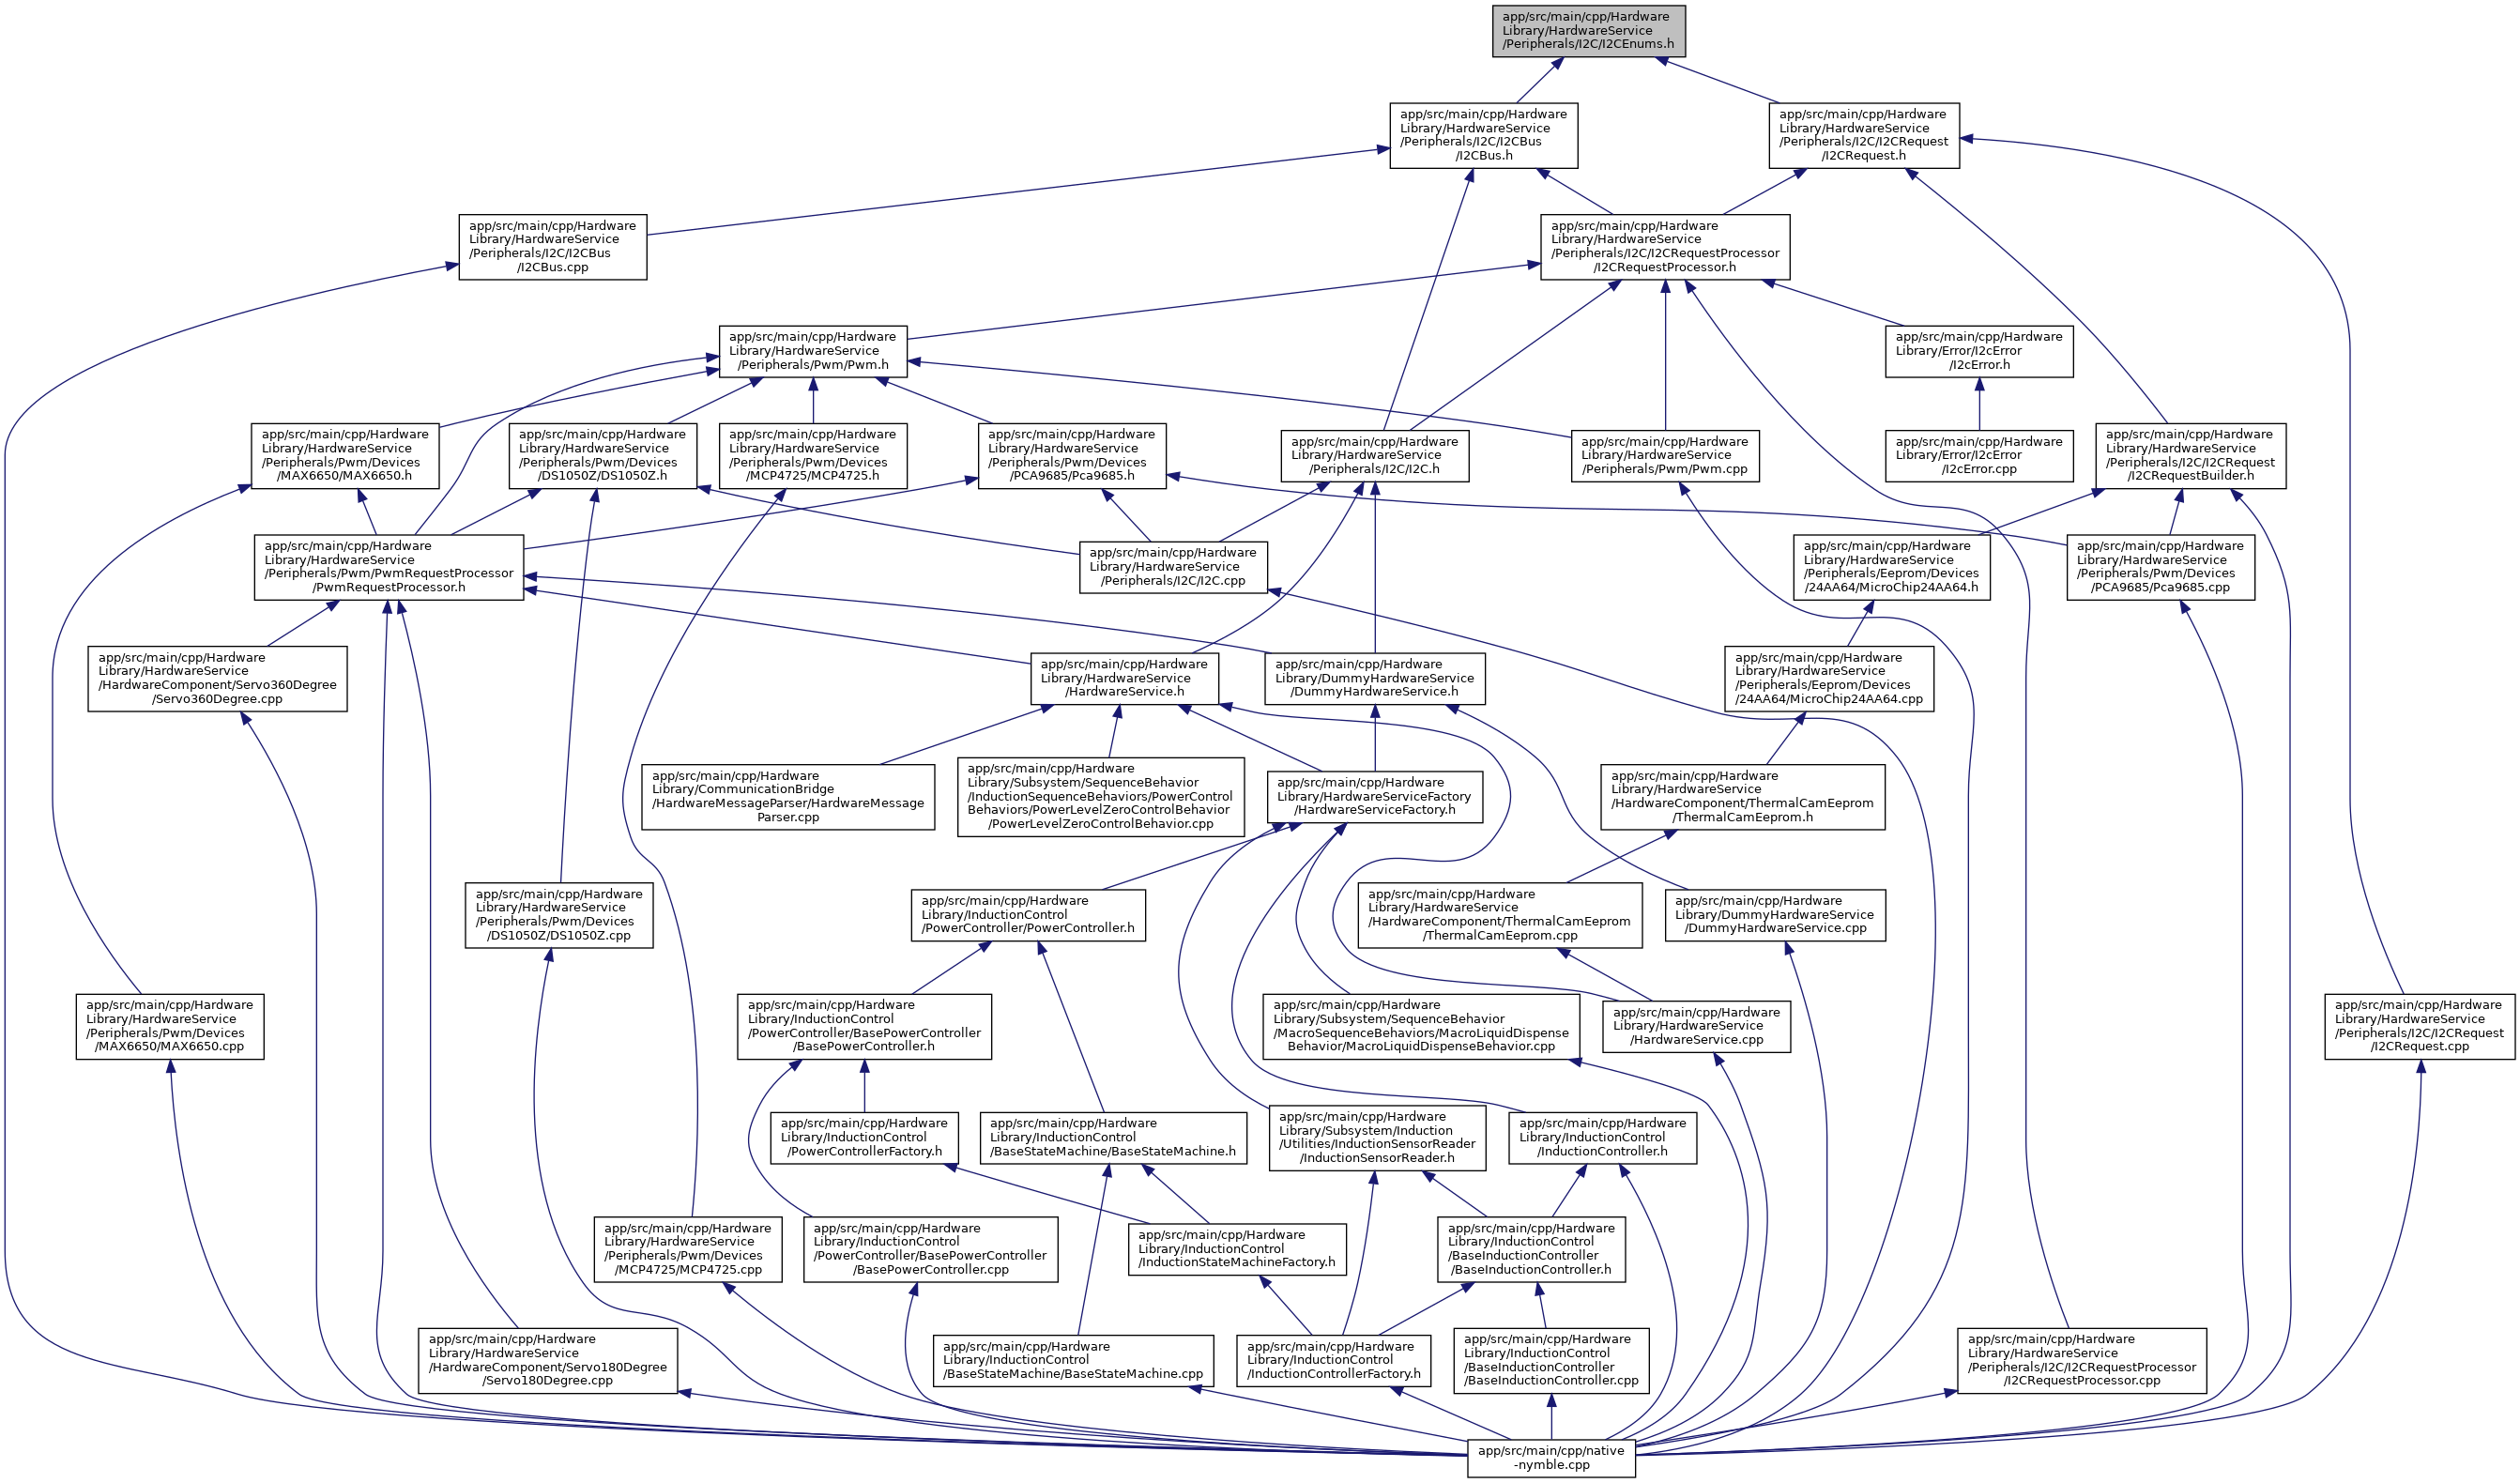 app/src/main/cpp/Hardware
Library/HardwareService
/Peripherals/I2C/I2CEnums.h
app/src/main/cpp/Hardware
Library/HardwareService
/Peripherals/I2C/I2CBus
/I2CBus.h
app/src/main/cpp/Hardware
Library/HardwareService
/Peripherals/I2C/I2CRequest
/I2CRequest.h
app/src/main/cpp/Hardware
Library/HardwareService
/Peripherals/I2C/I2CBus
/I2CBus.cpp
app/src/main/cpp/Hardware
Library/HardwareService
/Peripherals/I2C/I2CRequestProcessor
/I2CRequestProcessor.h
app/src/main/cpp/Hardware
Library/HardwareService
/Peripherals/Pwm/Pwm.h
app/src/main/cpp/Hardware
Library/Error/I2cError
/I2cError.h
app/src/main/cpp/Hardware
Library/HardwareService
/Peripherals/Pwm/Devices
/MAX6650/MAX6650.h
app/src/main/cpp/Hardware
Library/HardwareService
/Peripherals/Pwm/Devices
/DS1050Z/DS1050Z.h
app/src/main/cpp/Hardware
Library/HardwareService
/Peripherals/Pwm/Devices
/MCP4725/MCP4725.h
app/src/main/cpp/Hardware
Library/HardwareService
/Peripherals/Pwm/Devices
/PCA9685/Pca9685.h
app/src/main/cpp/Hardware
Library/HardwareService
/Peripherals/I2C/I2C.h
app/src/main/cpp/Hardware
Library/HardwareService
/Peripherals/Pwm/Pwm.cpp
app/src/main/cpp/Hardware
Library/Error/I2cError
/I2cError.cpp
app/src/main/cpp/Hardware
Library/HardwareService
/Peripherals/I2C/I2CRequest
/I2CRequestBuilder.h
app/src/main/cpp/Hardware
Library/HardwareService
/Peripherals/Pwm/PwmRequestProcessor
/PwmRequestProcessor.h
app/src/main/cpp/Hardware
Library/HardwareService
/Peripherals/I2C/I2C.cpp
app/src/main/cpp/Hardware
Library/HardwareService
/Peripherals/Eeprom/Devices
/24AA64/MicroChip24AA64.h
app/src/main/cpp/Hardware
Library/HardwareService
/Peripherals/Pwm/Devices
/PCA9685/Pca9685.cpp
app/src/main/cpp/Hardware
Library/HardwareService
/HardwareComponent/Servo360Degree
/Servo360Degree.cpp
app/src/main/cpp/Hardware
Library/HardwareService
/HardwareService.h
app/src/main/cpp/Hardware
Library/DummyHardwareService
/DummyHardwareService.h
app/src/main/cpp/Hardware
Library/HardwareService
/Peripherals/Eeprom/Devices
/24AA64/MicroChip24AA64.cpp
app/src/main/cpp/Hardware
Library/CommunicationBridge
/HardwareMessageParser/HardwareMessage
Parser.cpp
app/src/main/cpp/Hardware
Library/Subsystem/SequenceBehavior
/InductionSequenceBehaviors/PowerControl
Behaviors/PowerLevelZeroControlBehavior
/PowerLevelZeroControlBehavior.cpp
app/src/main/cpp/Hardware
Library/HardwareServiceFactory
/HardwareServiceFactory.h
app/src/main/cpp/Hardware
Library/HardwareService
/HardwareComponent/ThermalCamEeprom
/ThermalCamEeprom.h
app/src/main/cpp/Hardware
Library/HardwareService
/Peripherals/Pwm/Devices
/DS1050Z/DS1050Z.cpp
app/src/main/cpp/Hardware
Library/InductionControl
/PowerController/PowerController.h
app/src/main/cpp/Hardware
Library/HardwareService
/HardwareComponent/ThermalCamEeprom
/ThermalCamEeprom.cpp
app/src/main/cpp/Hardware
Library/DummyHardwareService
/DummyHardwareService.cpp
app/src/main/cpp/Hardware
Library/HardwareService
/Peripherals/Pwm/Devices
/MAX6650/MAX6650.cpp
app/src/main/cpp/Hardware
Library/InductionControl
/PowerController/BasePowerController
/BasePowerController.h
app/src/main/cpp/Hardware
Library/Subsystem/SequenceBehavior
/MacroSequenceBehaviors/MacroLiquidDispense
Behavior/MacroLiquidDispenseBehavior.cpp
app/src/main/cpp/Hardware
Library/HardwareService
/HardwareService.cpp
app/src/main/cpp/Hardware
Library/HardwareService
/Peripherals/I2C/I2CRequest
/I2CRequest.cpp
app/src/main/cpp/Hardware
Library/InductionControl
/PowerControllerFactory.h
app/src/main/cpp/Hardware
Library/InductionControl
/BaseStateMachine/BaseStateMachine.h
app/src/main/cpp/Hardware
Library/Subsystem/Induction
/Utilities/InductionSensorReader
/InductionSensorReader.h
app/src/main/cpp/Hardware
Library/InductionControl
/InductionController.h
app/src/main/cpp/Hardware
Library/HardwareService
/Peripherals/Pwm/Devices
/MCP4725/MCP4725.cpp
app/src/main/cpp/Hardware
Library/InductionControl
/PowerController/BasePowerController
/BasePowerController.cpp
app/src/main/cpp/Hardware
Library/InductionControl
/InductionStateMachineFactory.h
app/src/main/cpp/Hardware
Library/InductionControl
/BaseInductionController
/BaseInductionController.h
app/src/main/cpp/Hardware
Library/HardwareService
/HardwareComponent/Servo180Degree
/Servo180Degree.cpp
app/src/main/cpp/Hardware
Library/InductionControl
/BaseStateMachine/BaseStateMachine.cpp
app/src/main/cpp/Hardware
Library/InductionControl
/InductionControllerFactory.h
app/src/main/cpp/Hardware
Library/InductionControl
/BaseInductionController
/BaseInductionController.cpp
app/src/main/cpp/Hardware
Library/HardwareService
/Peripherals/I2C/I2CRequestProcessor
/I2CRequestProcessor.cpp
app/src/main/cpp/native
-nymble.cpp